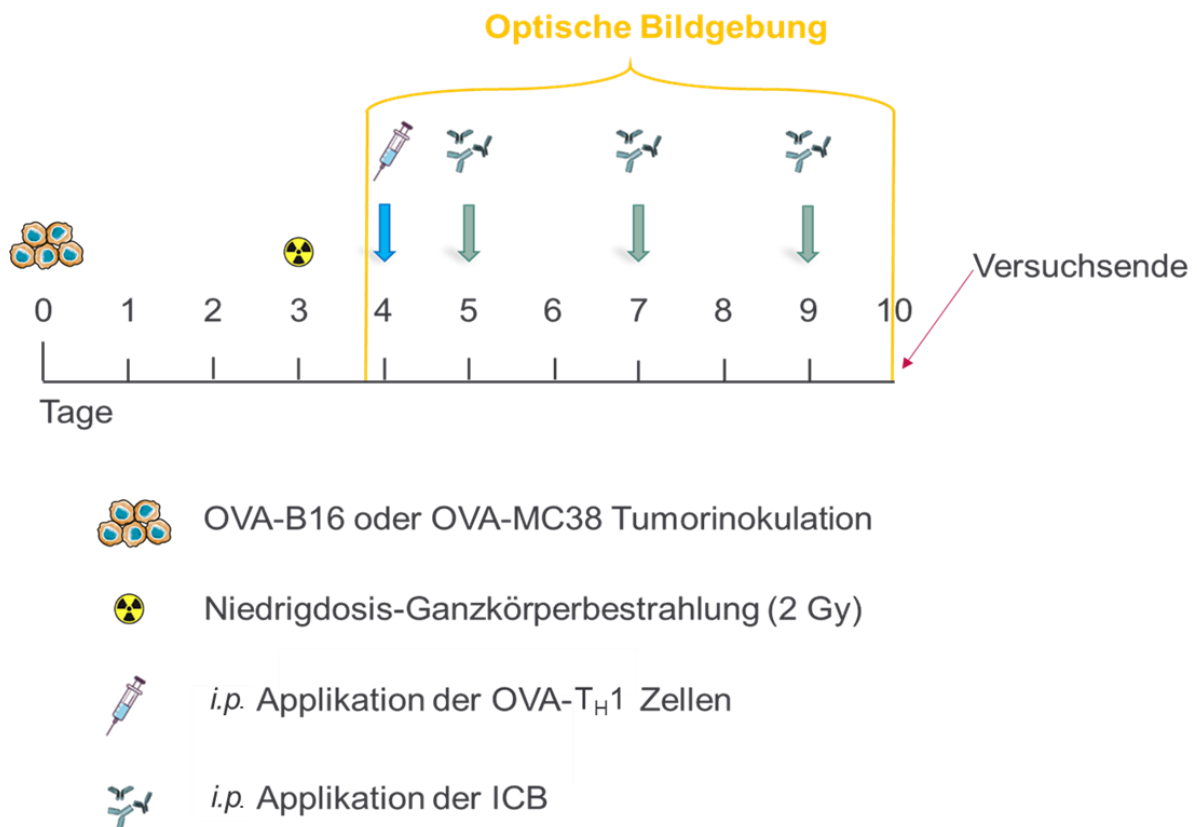 Optische Bildgebung
Versuchsende
0 1 2 3 4 5 6 7 8 9 10
Tage
OVA-B16 oder OVA-MC38 Tumorinokulation
Niedrigdosis-Ganzkörperbestrahlung (2 Gy)
i.p. Applikation der OVA-TH1 Zellen
i.p. Applikation der ICB